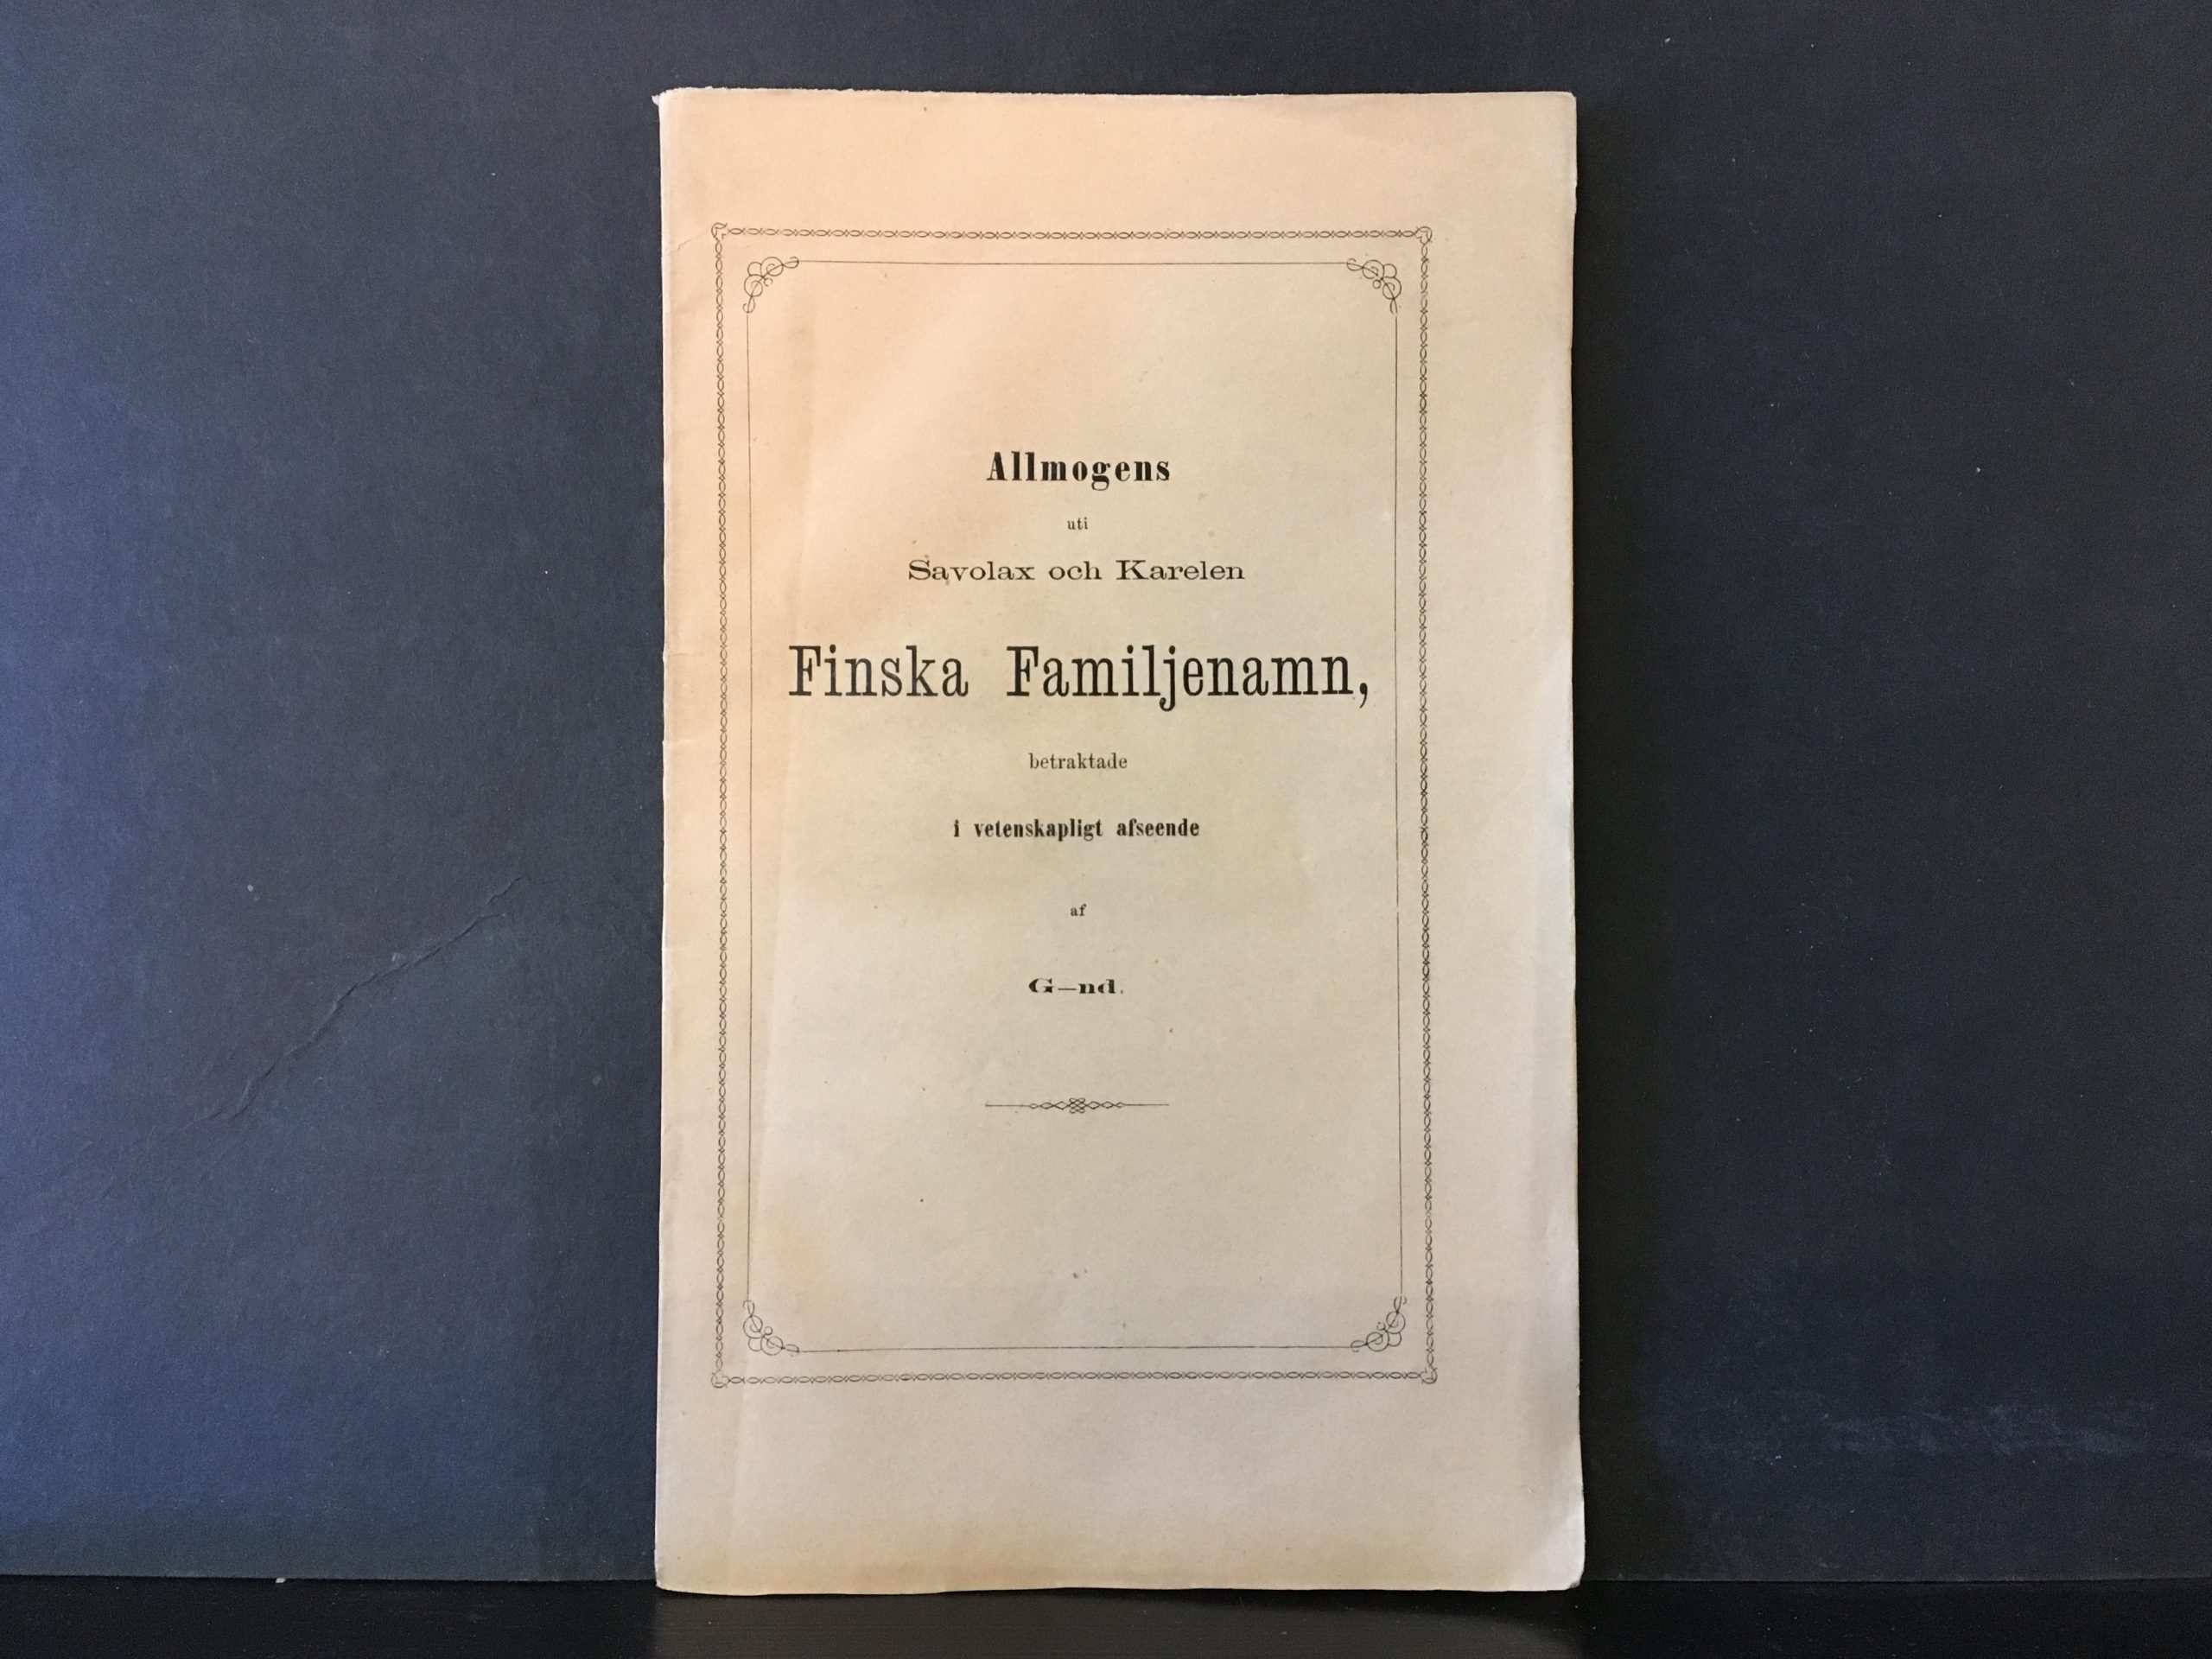 Allmogens
uti
Savolax och Karelen
Finska Familjenamn,
betraktade
i vetenskapligt afseende
af
G—nd.